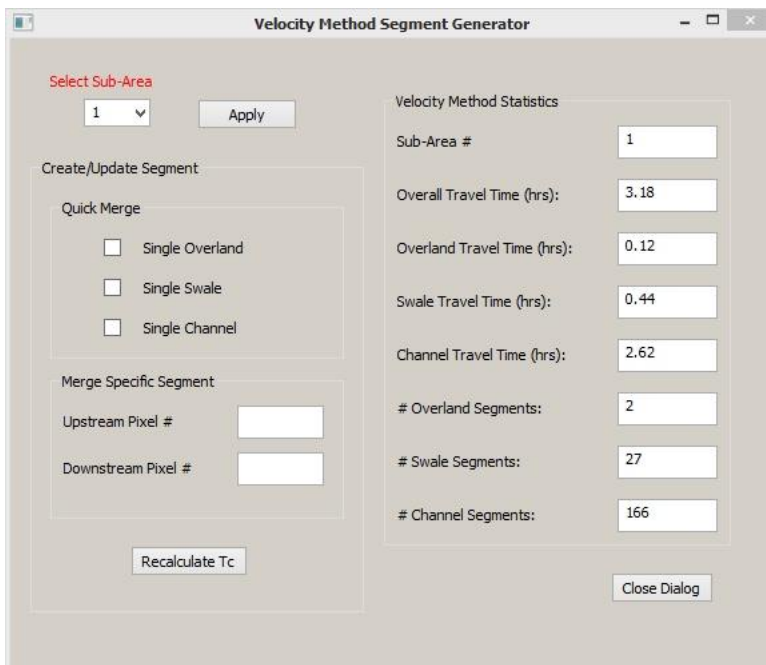 Velocity Method Segment Generator
Select Sub-Area
1
Apply
Create/Update Segment
Quick Merge
Single Overland
Single Swale
Single Channel
Merge Specific Segment
Upstream Pixel #
Downstream Pixel #
Recalculate Tc
Velocity Method Statistics
Sub-Area # 1
Overall Travel Time (hrs): 3.18
Overland Travel Time (hrs): 0.12
Swale Travel Time (hrs): 0.44
Channel Travel Time (hrs): 2.62
# Overland Segments: 2
# Swale Segments: 27
# Channel Segments: 166
Close Dialog